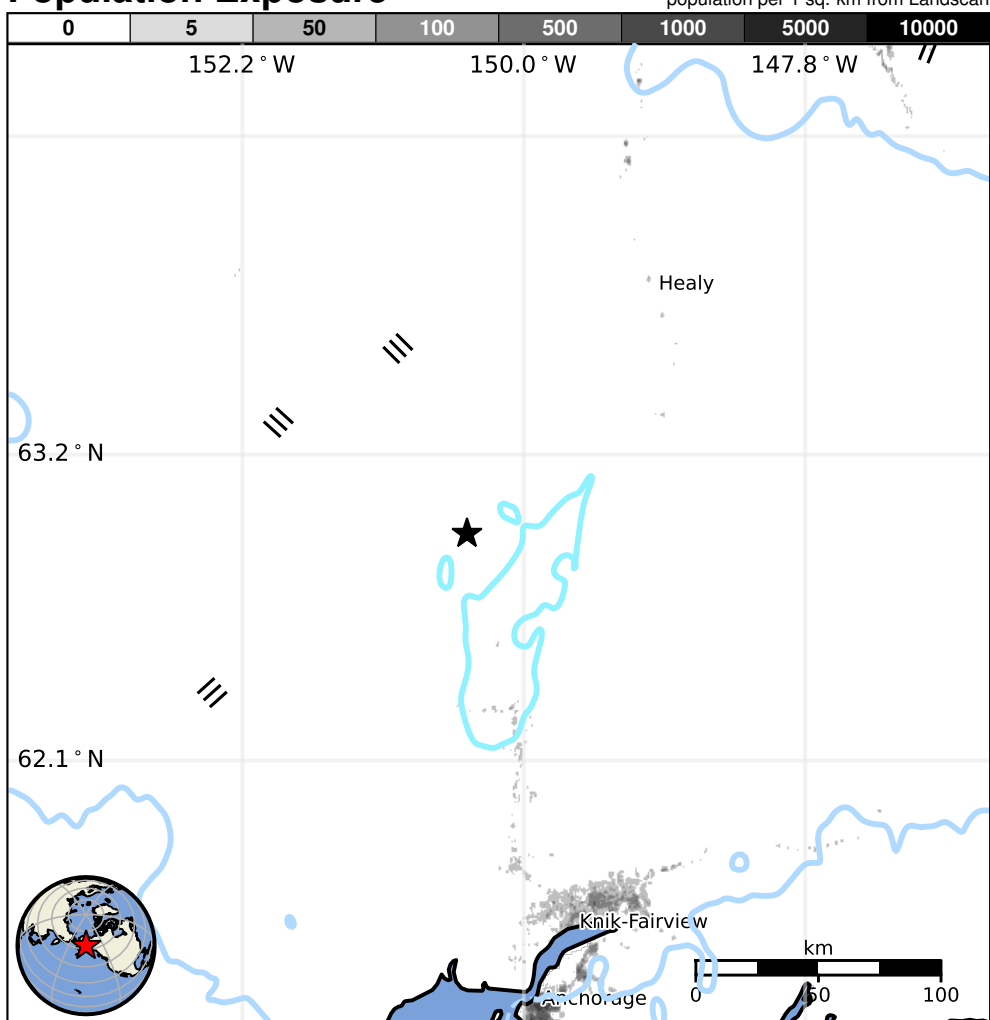 Population Exposure
population per 1 sq. km from Landscan
0 5 50 100 500 1000 5000 10000
152.2°W 150.0°W 147.8°W
Healy
63.2°N
62.1°N
Knik-Fairview
km
0 50 100
Anchorage